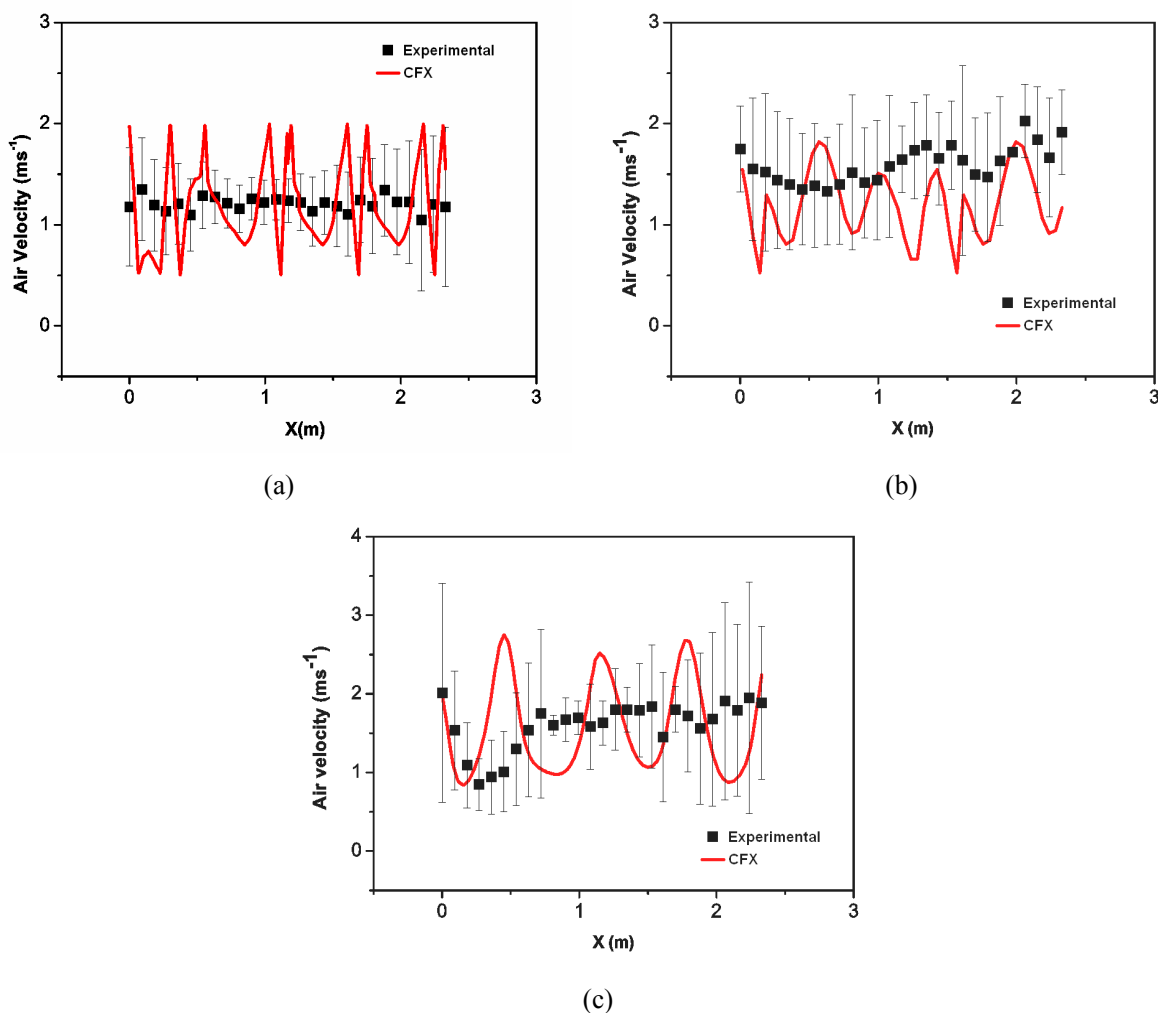 3
2
1
0
Air Velocity (ms⁻¹)
Experimental
CFX
0
1
2
3
X(m)
(a)
3
2
1
0
Air Velocity (ms⁻¹)
Experimental
CFX
0
1
2
3
X (m)
(b)
4
3
2
1
0
Air velocity (ms⁻¹)
Experimental
CFX
0
1
2
3
X (m)
(c)